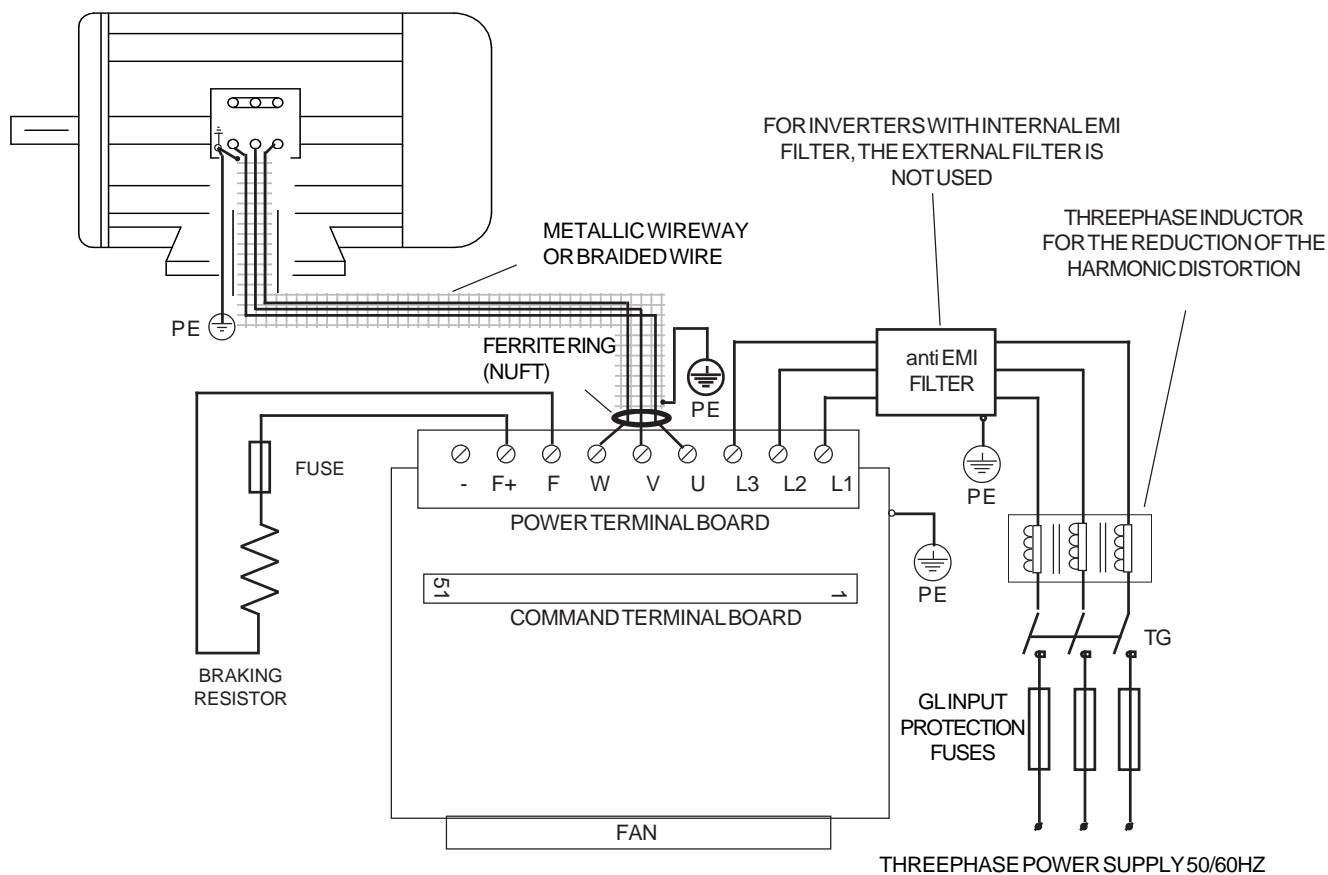 FOR INVERTERS WITH INTERNAL EMI
FILTER, THE EXTERNAL FILTER IS
NOT USED
THREEPHASE INDUCTOR
FOR THE REDUCTION OF THE
HARMONIC DISTORTION
METALLIC WIREWAY
OR BRAIDED WIRE
PE
FERRITE RING
(NUFT)
PE
anti EMI
FILTER
PE
FUSE
- F+ F W V U L3 L2 L1
POWER TERMINAL BOARD
51 1
COMMAND TERMINAL BOARD
PE
TG
BRAKING
RESISTOR
GL INPUT
PROTECTION
FUSES
FAN
THREEPHASE POWER SUPPLY 50/60HZ